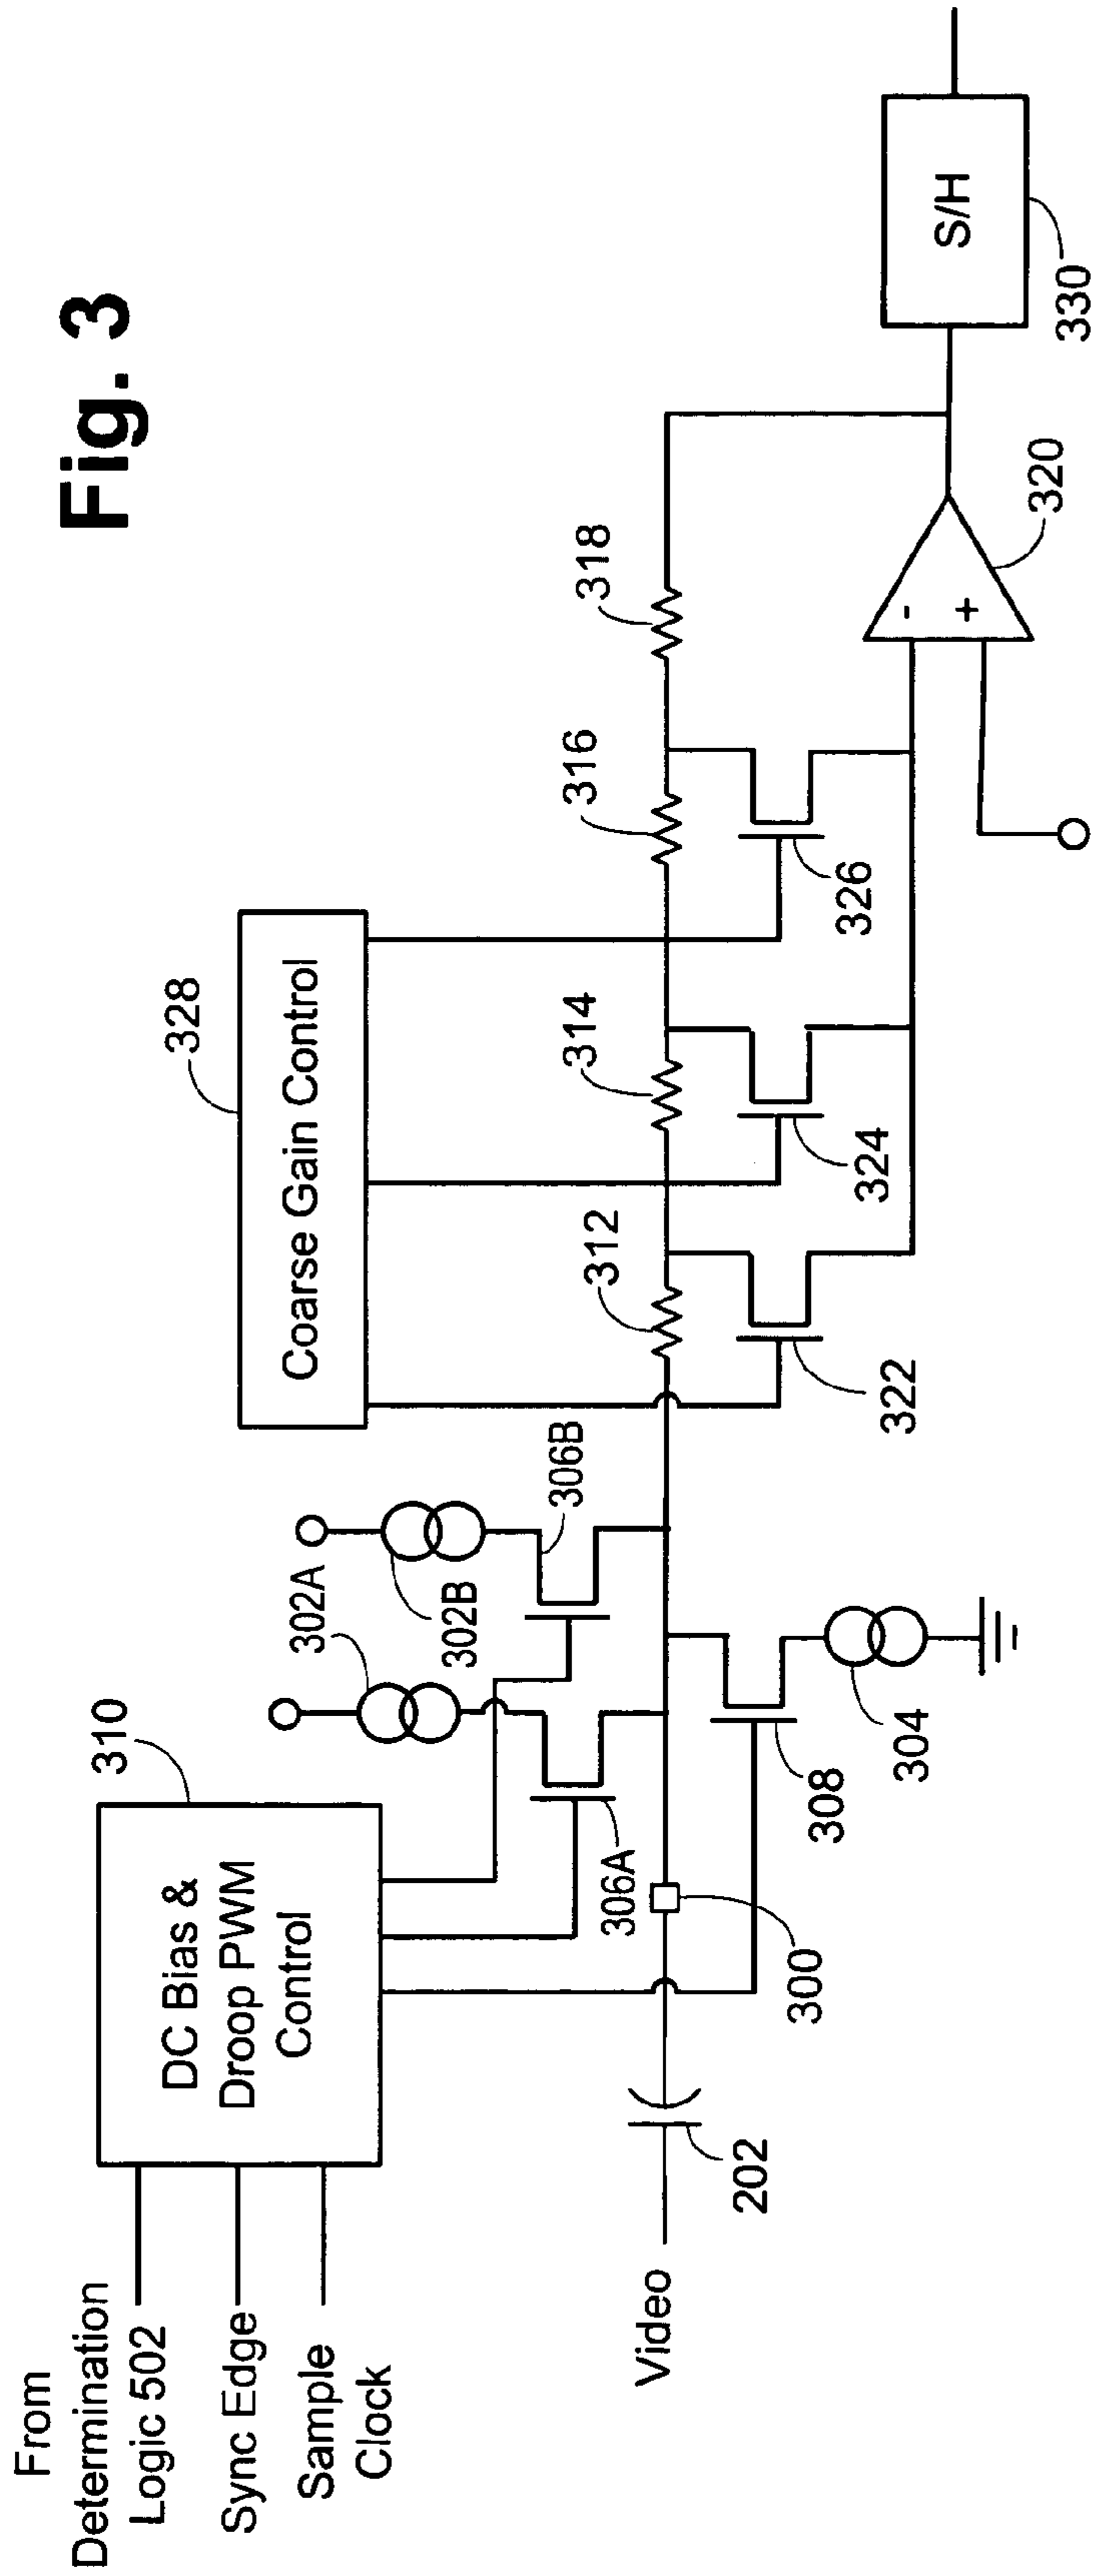 Fig. 3
From
Determination
Logic 502
Sync Edge
Sample
Clock
310
DC Bias &
Droop PWM
Control
302A
302B
306B
306A
328
Coarse Gain Control
312
314
316
318
Video
202
300
308
304
322
324
326
-
+
320
S/H
330